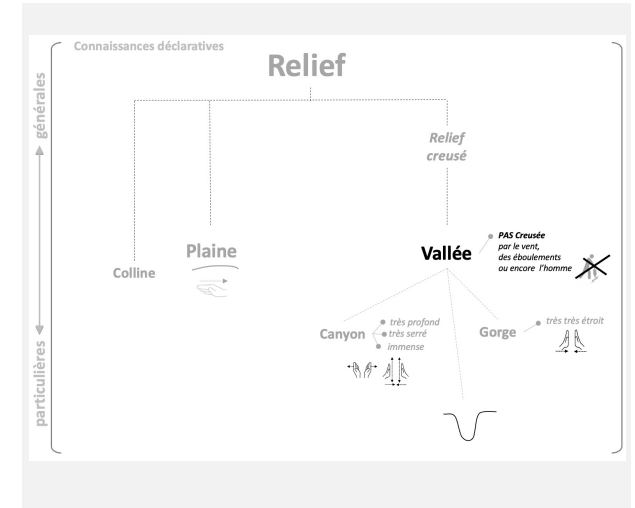 Connaissances déclaratives
Relief
générales
particulières
Relief
creusé
Colline
Plaine
Vallée
PAS Creusée
par le vent,
des éboulements
ou encore l'homme
Canyon
très profond
très serré
immense
Gorge
très très étroit